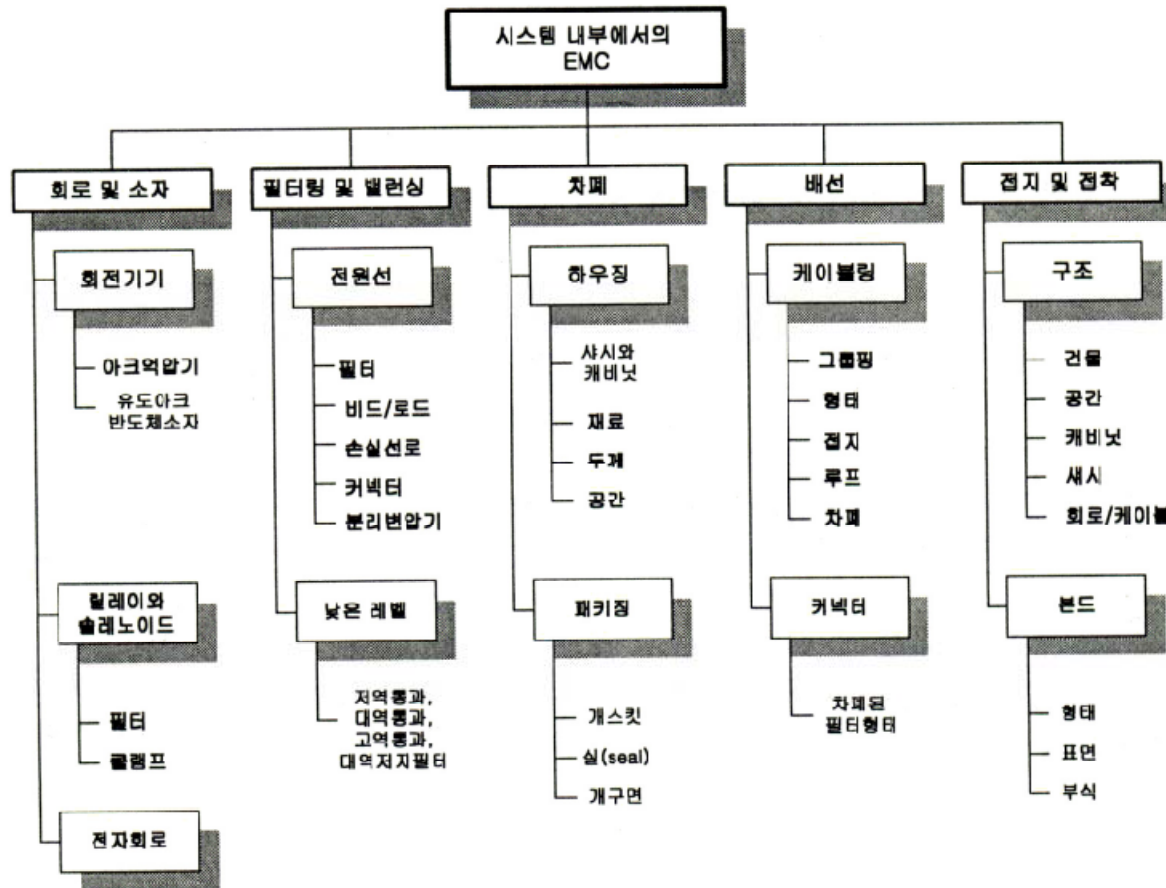 시스템 내부에서의
EMC
회로 및 소자
회전기기
아크억압기
유도아크
반도체소자
릴레이와
솔레노이드
필터
클램프
전자회로
필터링 및 밸런싱
전원선
필터
비드/로드
손실선로
커넥터
분리변압기
낮은 레벨
저역통과,
대역통과,
고역통과,
대역저지필터
차폐
하우징
샤시와
캐비닛
재료
두께
공간
패키징
개스킷
실(seal)
개구면
배선
케이블링
그룹핑
형태
접지
루프
차폐
커넥터
차폐된
필터형태
접지 및 접착
구조
건물
공간
캐비닛
새시
회로/케이블
본드
형태
표면
부식